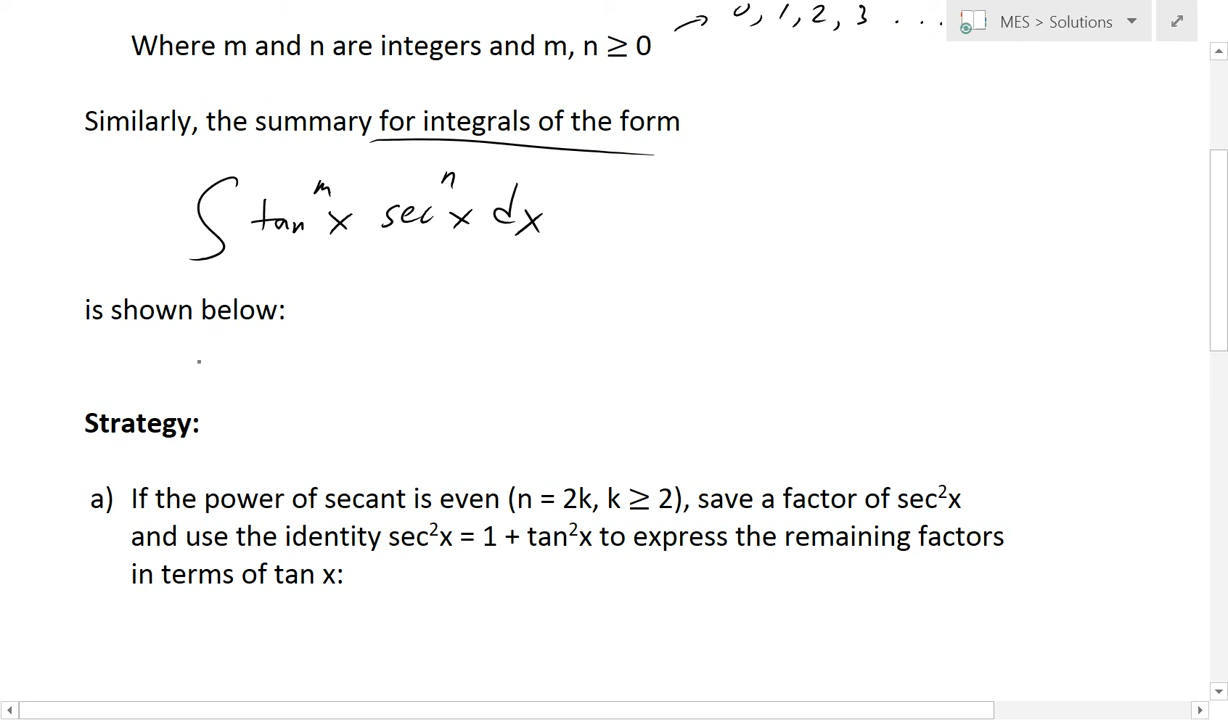 → 0, 1, 2, 3 ...
MES > Solutions
Where m and n are integers and m, n ≥ 0
Similarly, the summary for integrals of the form
∫ tanᵐx secⁿx dx
is shown below:
Strategy:
a) If the power of secant is even (n = 2k, k ≥ 2), save a factor of sec²x
and use the identity sec²x = 1 + tan²x to express the remaining factors
in terms of tan x: